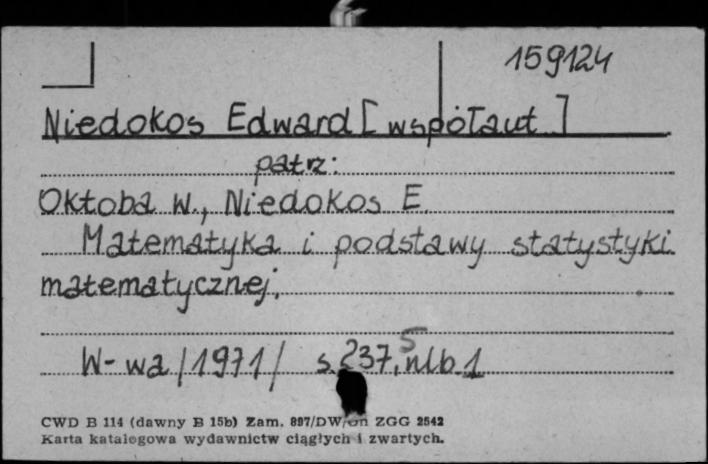 159124
Niedokos Edward [współaut.]
patrz:
Oktoba W., Niedokos E.
Matematyka i podstawy statystyki
matematycznej.
W-wa /1971/ s. 237, nlb. 1
CWD B 114 (dawny B 15b) Zam. 897/DW/Gn ZGG 2542
Karta katalogowa wydawnictw ciągłych i zwartych.